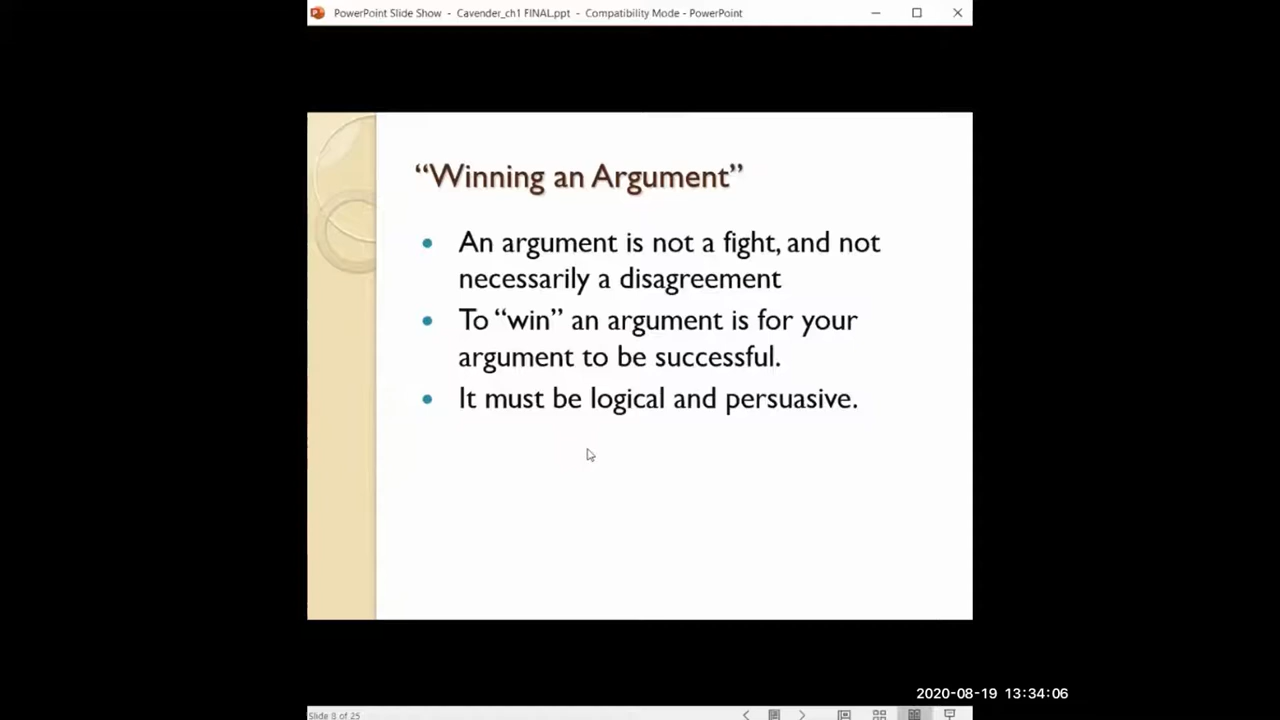 PowerPoint Slide Show - Cavender_ch1 FINAL.ppt - Compatibility Mode - PowerPoint
“Winning an Argument”
• An argument is not a fight, and not
necessarily a disagreement
• To “win” an argument is for your
argument to be successful.
• It must be logical and persuasive.
2020-08-19 13:34:06
Slide 8 of 25